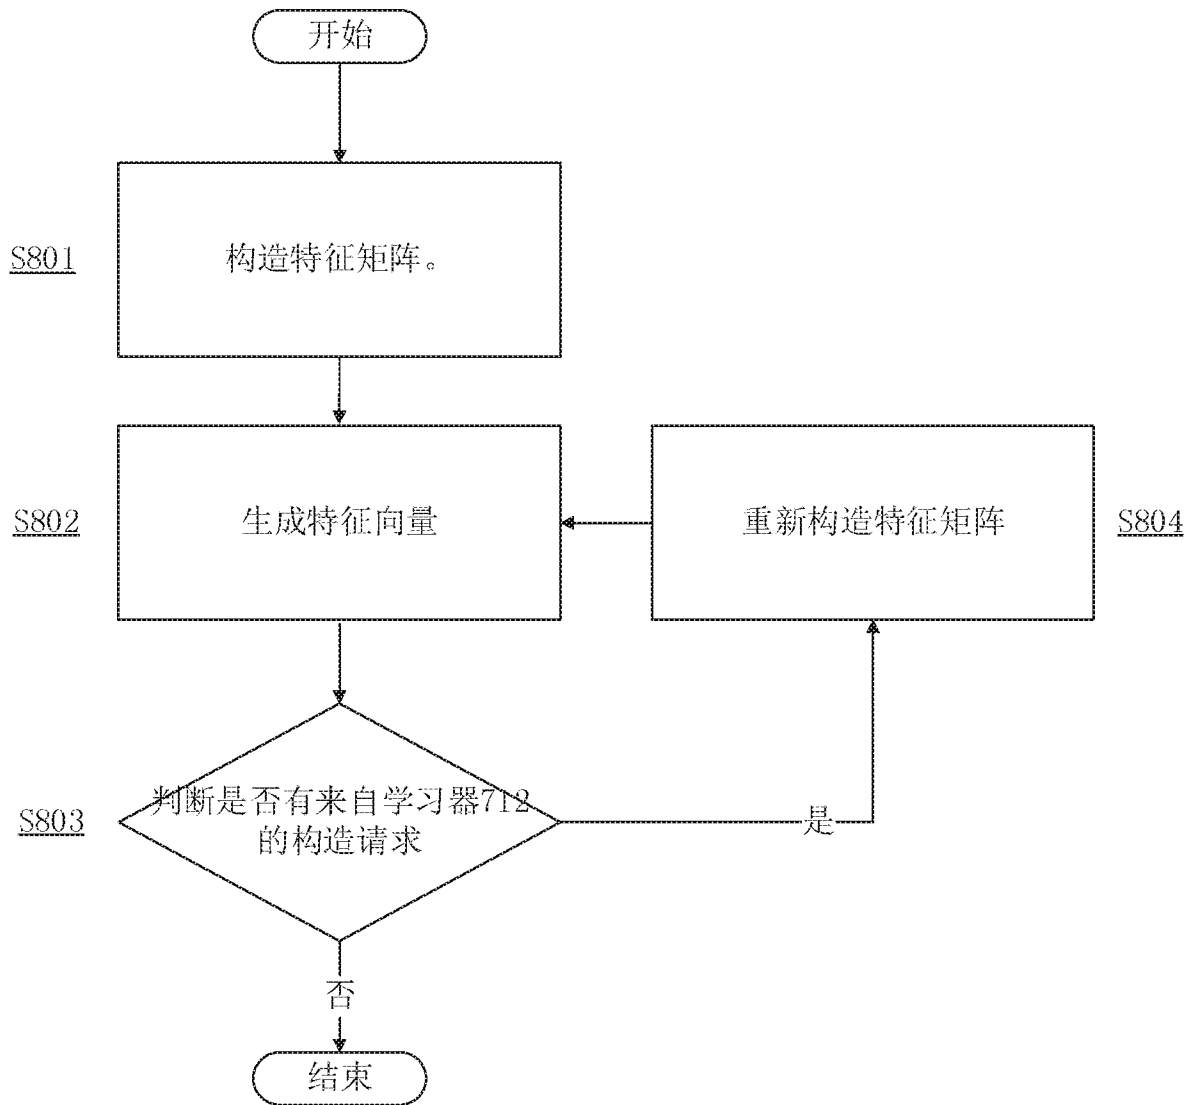 开始
S801
构造特征矩阵。
S802
生成特征向量
重新构造特征矩阵
S804
S803
判断是否有来自学习器712
的构造请求
是
否
结束